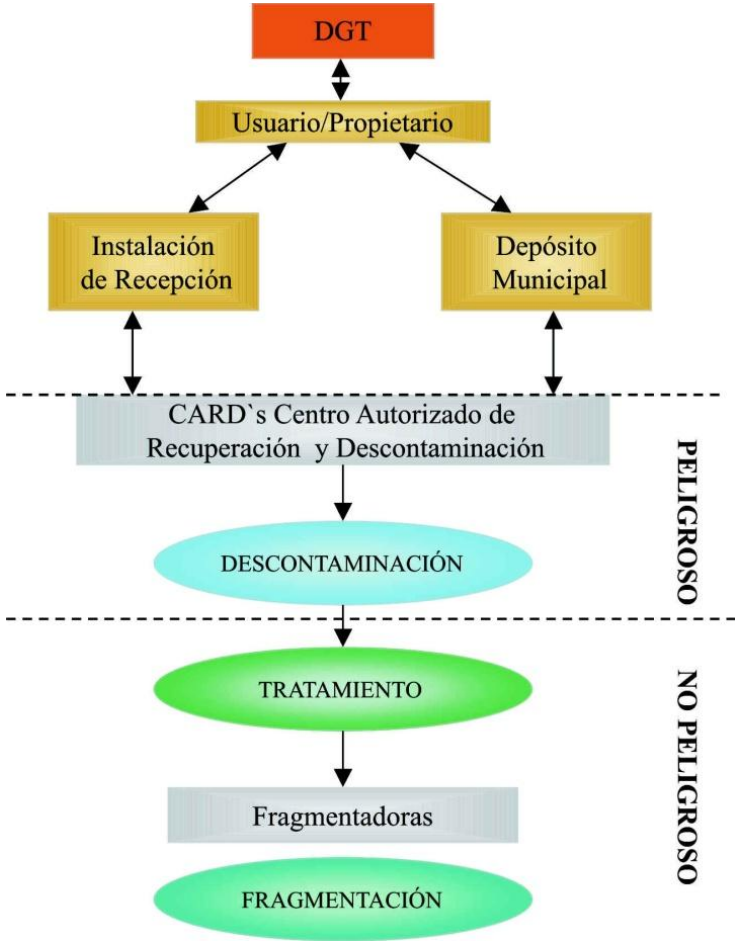 DGT
Usuario/Propietario
Instalación
de Recepción
Depósito
Municipal
CARD`s Centro Autorizado de
Recuperación y Descontaminación
PELIGROSO
DESCONTAMINACIÓN
TRATAMIENTO
NO PELIGROSO
Fragmentadoras
FRAGMENTACIÓN